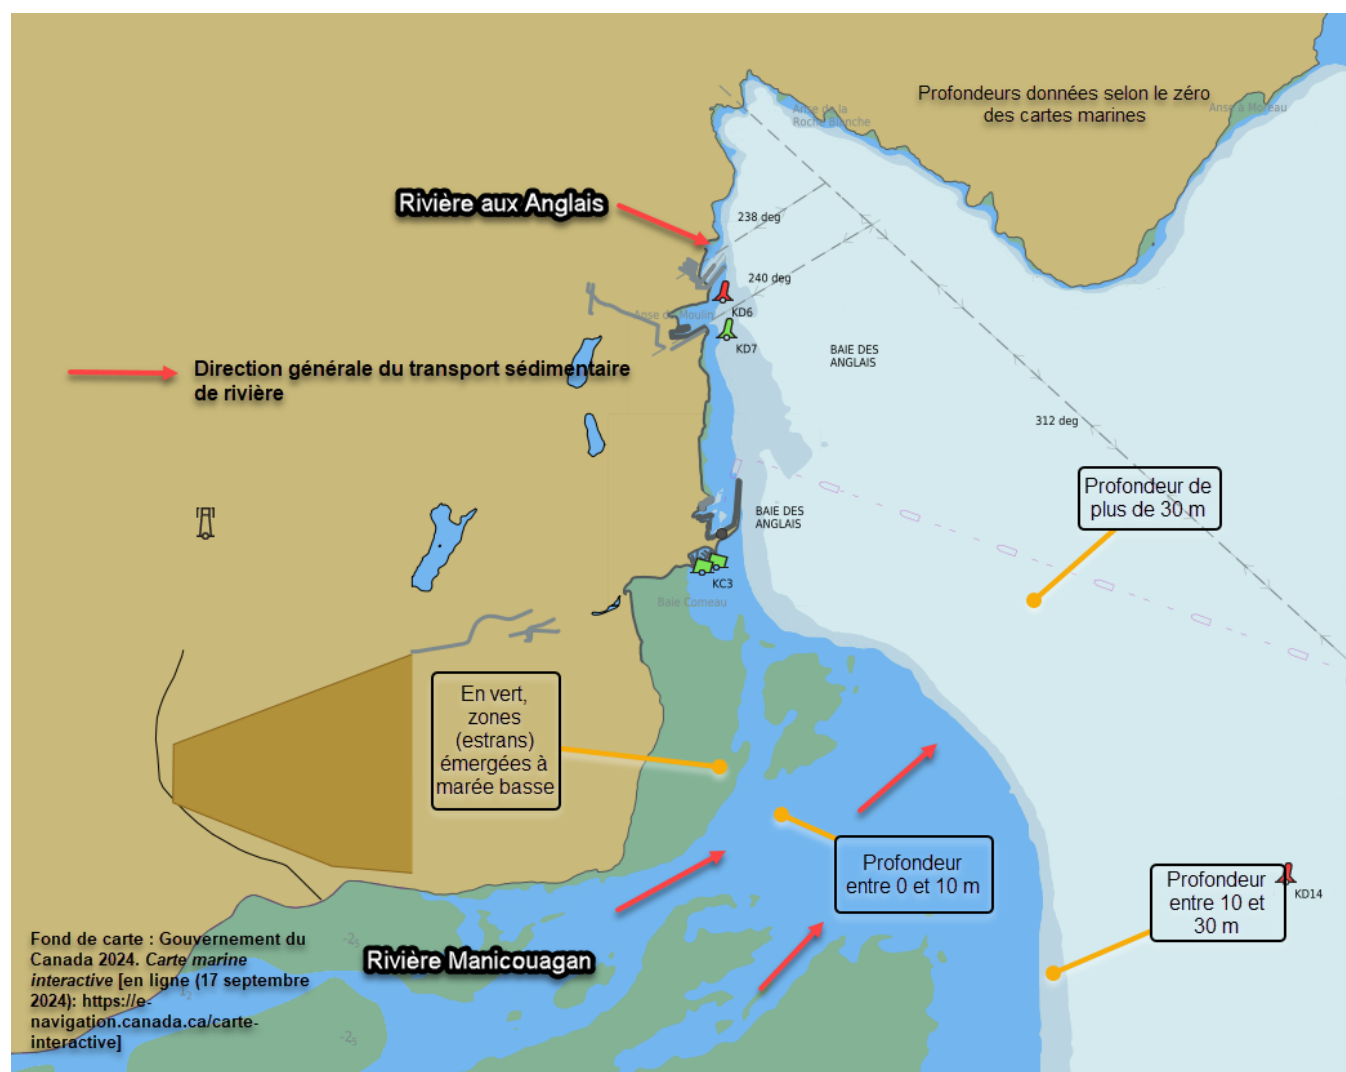 Profondeurs données selon le zéro
des cartes marines
Anse de la
Roche Blanche
Anse à Moreau
Rivière aux Anglais
238 deg
240 deg
Anse du Moulin
KD6
KD7
BAIE DES
ANGLAIS
Direction générale du transport sédimentaire
de rivière
312 deg
Profondeur de
plus de 30 m
BAIE DES
ANGLAIS
KC3
Baie Comeau
En vert,
zones
(estrans)
émergées à
marée basse
Profondeur
entre 0 et 10 m
Profondeur
entre 10 et
30 m
KD14
Rivière Manicouagan
Fond de carte : Gouvernement du
Canada 2024. Carte marine
interactive [en ligne (17 septembre
2024): https://e-
navigation.canada.ca/carte-
interactive]
-2₅
-2₅